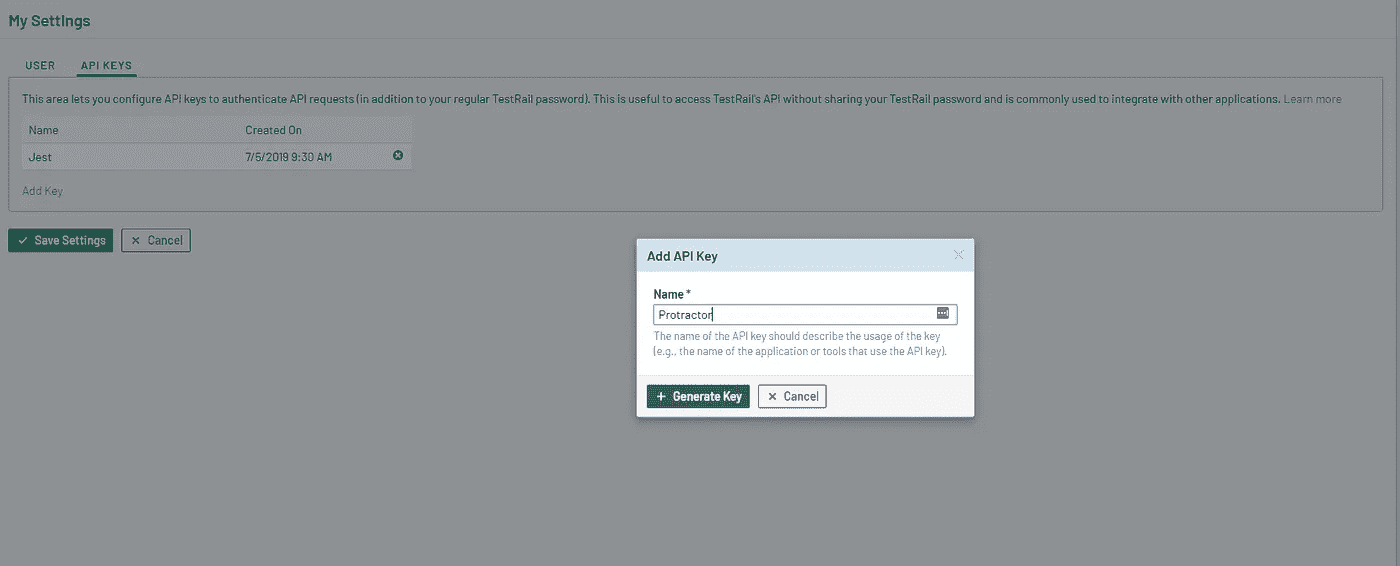 My Settings
USER API KEYS
This area lets you configure API keys to authenticate API requests (in addition to your regular TestRail password). This is useful to access TestRail's API without sharing your TestRail password and is commonly used to integrate with other applications. Learn more
Name Created On
Jest 7/5/2019 9:30 AM
Add Key
Save Settings Cancel
Add API Key
Name *
Protractor
The name of the API key should describe the usage of the key
(e.g., the name of the application or tools that use the API key).
Generate Key Cancel